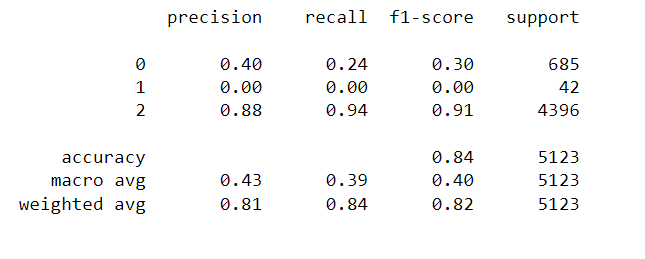 precision recall f1-score support
0 0.40 0.24 0.30 685
1 0.00 0.00 0.00 42
2 0.88 0.94 0.91 4396
accuracy 0.84 5123
macro avg 0.43 0.39 0.40 5123
weighted avg 0.81 0.84 0.82 5123